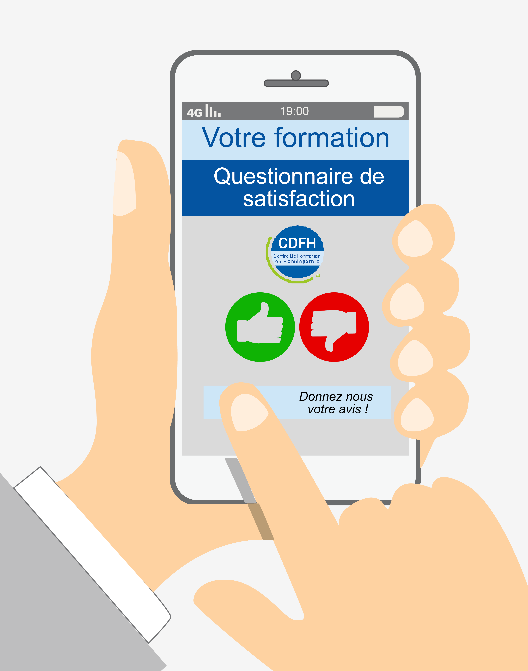 4G 19:00
Votre formation
Questionnaire de
satisfaction
CDFH
Donnez nous
votre avis !